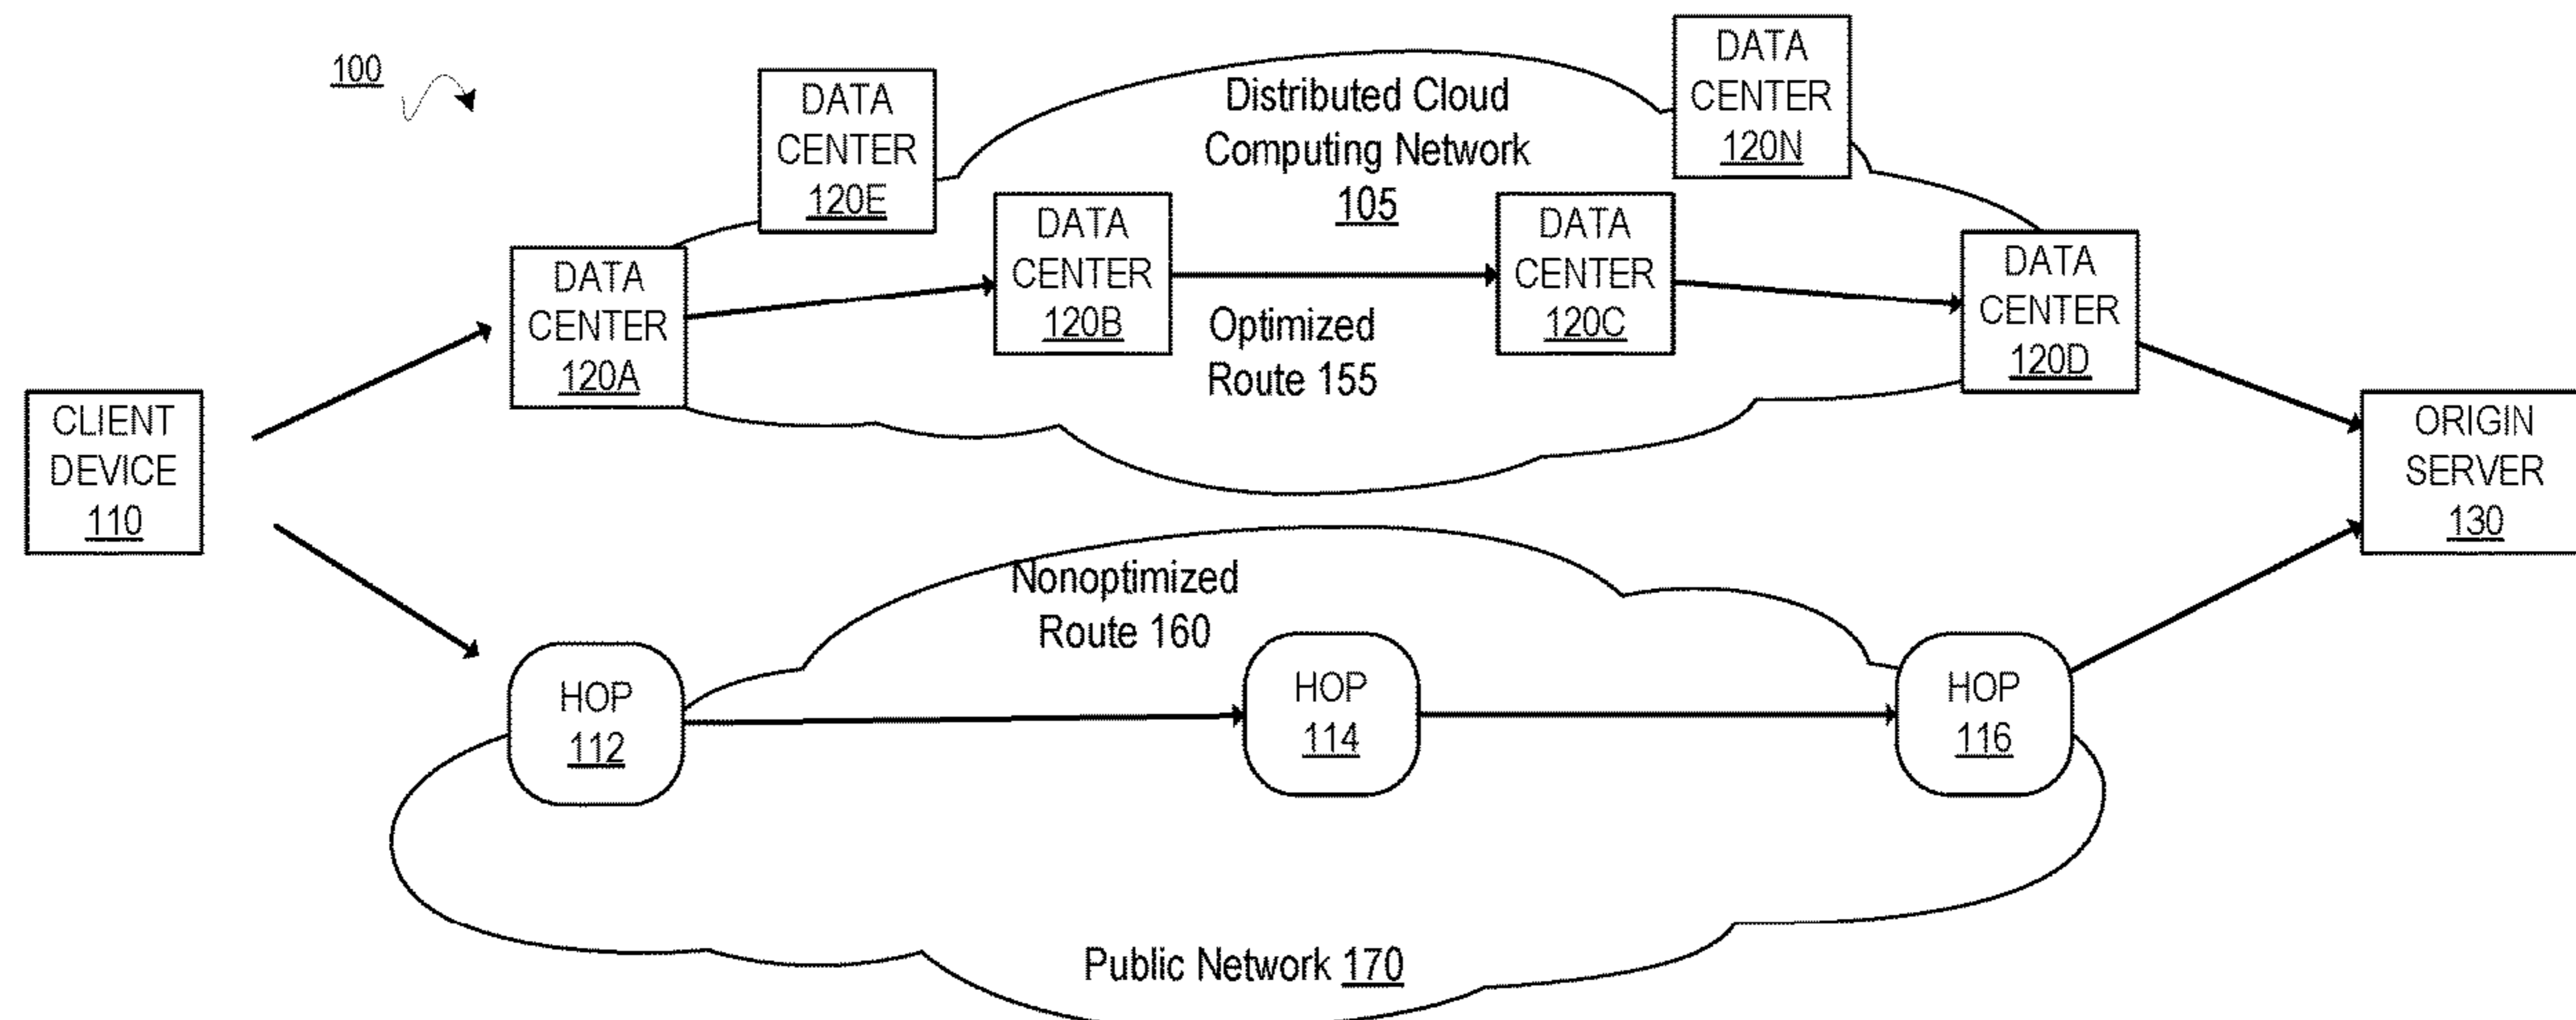 100
DATA
CENTER
120E
Distributed Cloud
Computing Network
105
DATA
CENTER
120N
DATA
CENTER
120A
DATA
CENTER
120B
Optimized
Route 155
DATA
CENTER
120C
DATA
CENTER
120D
CLIENT
DEVICE
110
ORIGIN
SERVER
130
Nonoptimized
Route 160
HOP
112
HOP
114
HOP
116
Public Network 170